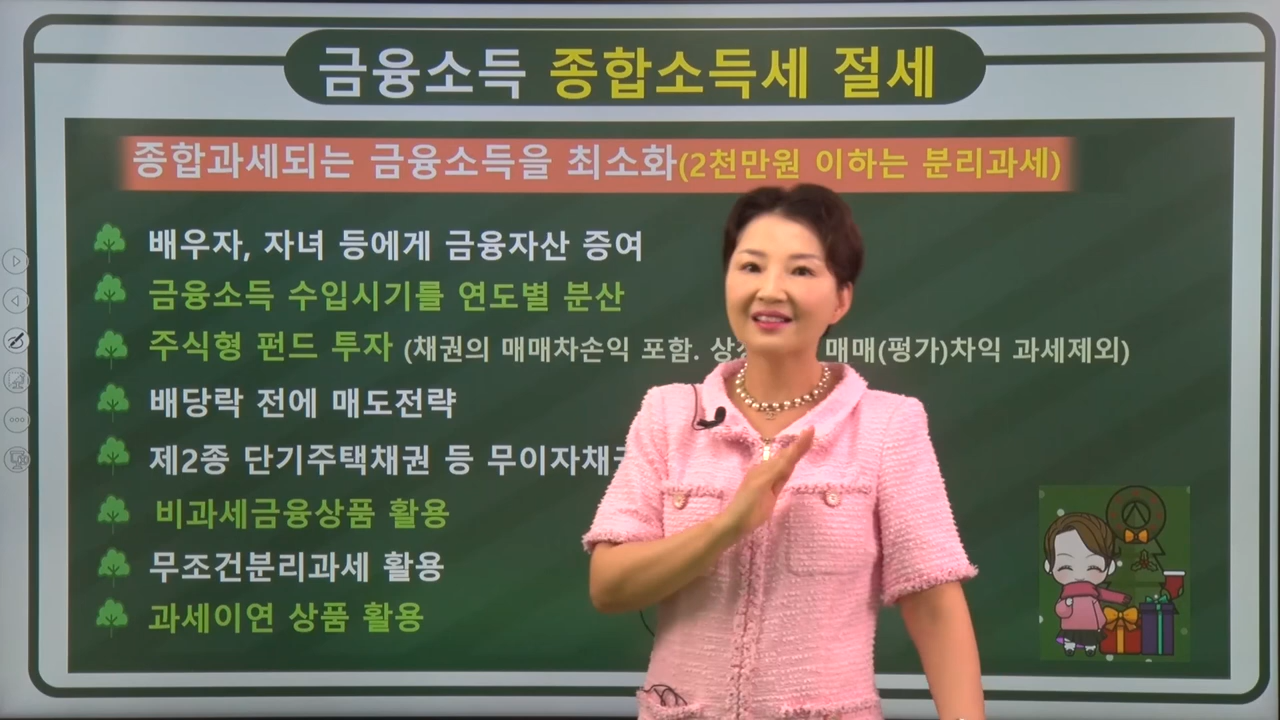 금융소득 종합소득세 절세
종합과세되는 금융소득을 최소화(2천만원 이하는 분리과세)
배우자, 자녀 등에게 금융자산 증여
금융소득 수입시기를 연도별 분산
주식형 펀드 투자 (채권의 매매차손익 포함. 매매(평가)차익 과세제외)
배당락 전에 매도전략
제2종 단기주택채권 등
비과세금융상품 활용
무조건분리과세 활용
과세이연 상품 활용